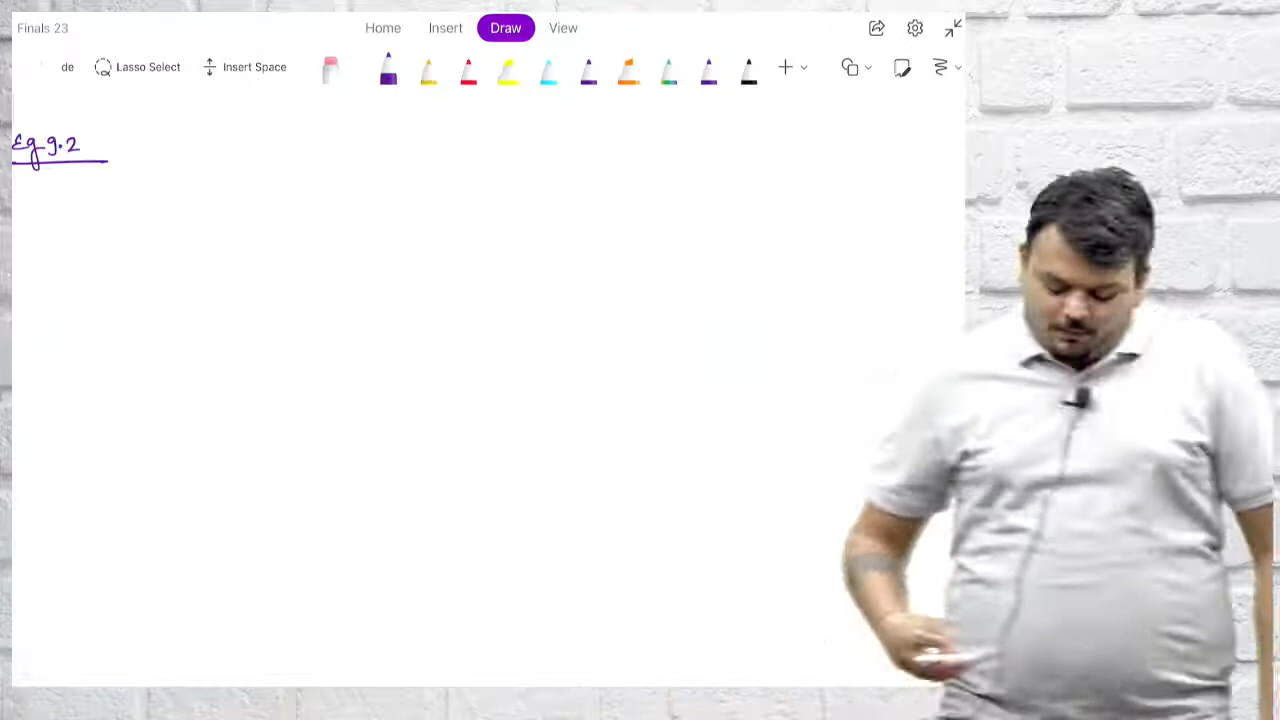 Finals 23
Home Insert Draw View
de Lasso Select Insert Space
Eg 9.2